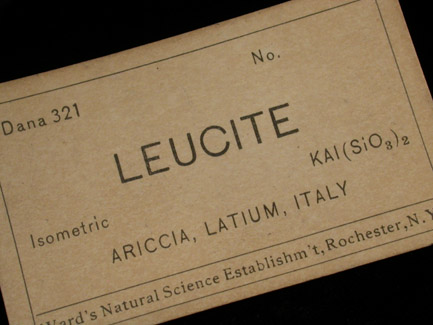 No.
Dana 321
LEUCITE
KAl(SiO₃)₂
Isometric
ARICCIA, LATIUM, ITALY
Ward's Natural Science Establishm't, Rochester, N.Y